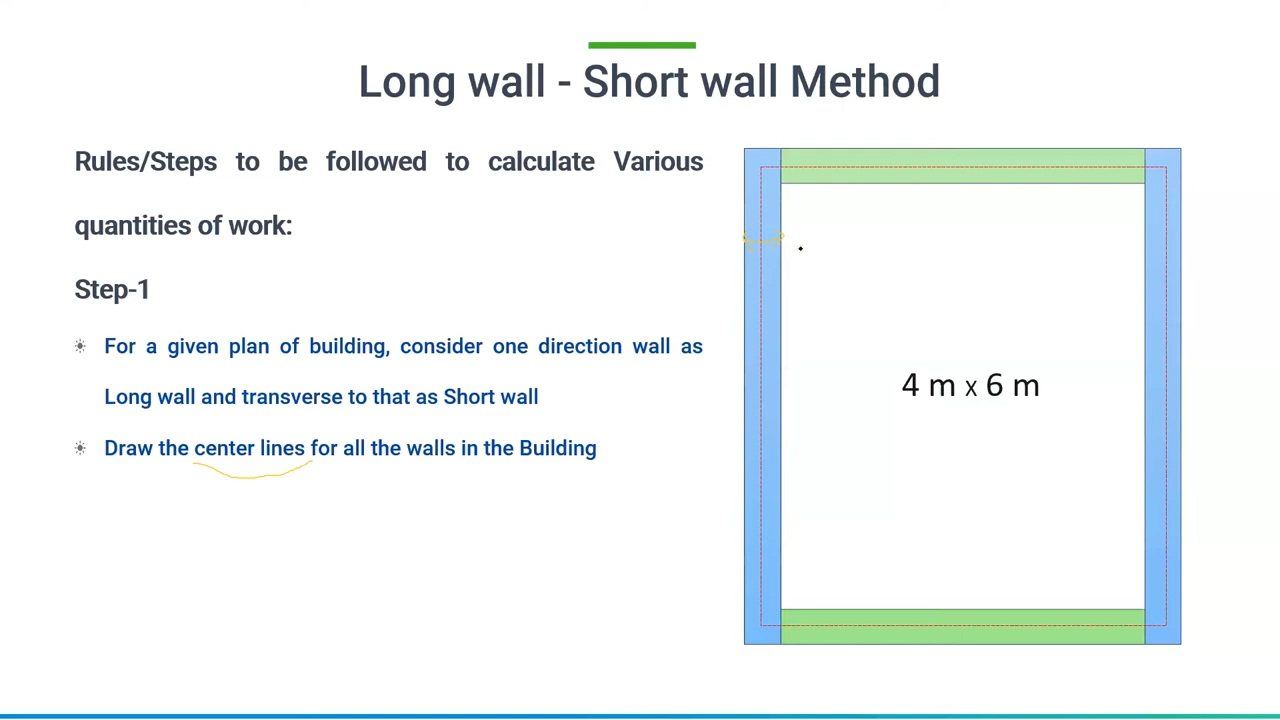 Long wall - Short wall Method
Rules/Steps to be followed to calculate Various
quantities of work:
Step-1
For a given plan of building, consider one direction wall as
Long wall and transverse to that as Short wall
Draw the center lines for all the walls in the Building
4 m x 6 m